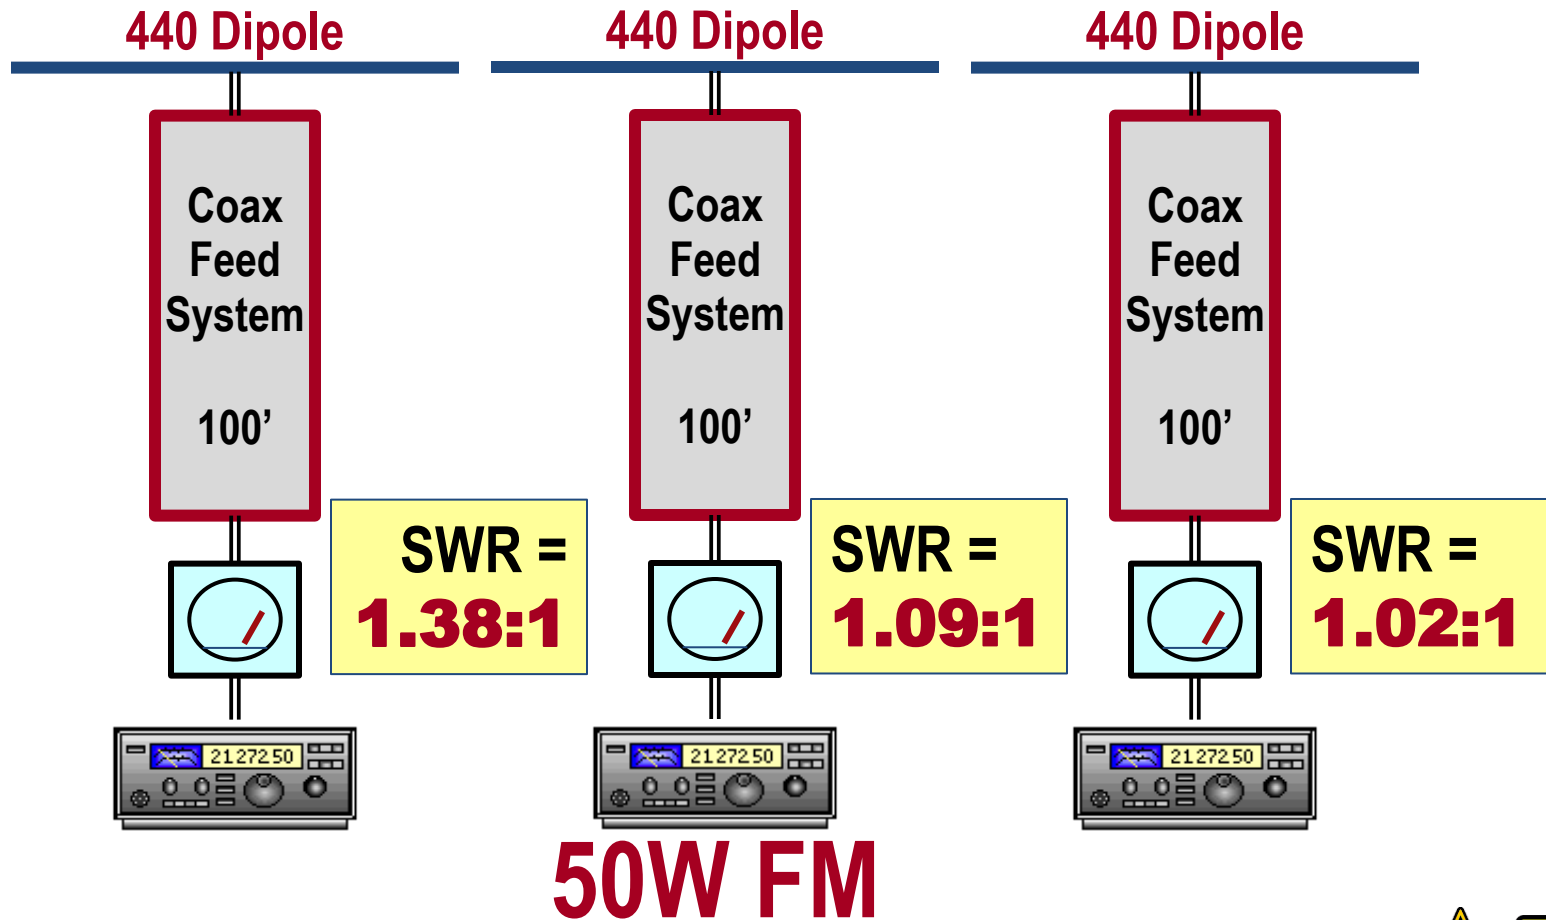 440 Dipole
440 Dipole
440 Dipole
Coax
Feed
System
100’
Coax
Feed
System
100’
Coax
Feed
System
100’
SWR =
1.38:1
SWR =
1.09:1
SWR =
1.02:1
21.272.50
21.272.50
21.272.50
50W FM